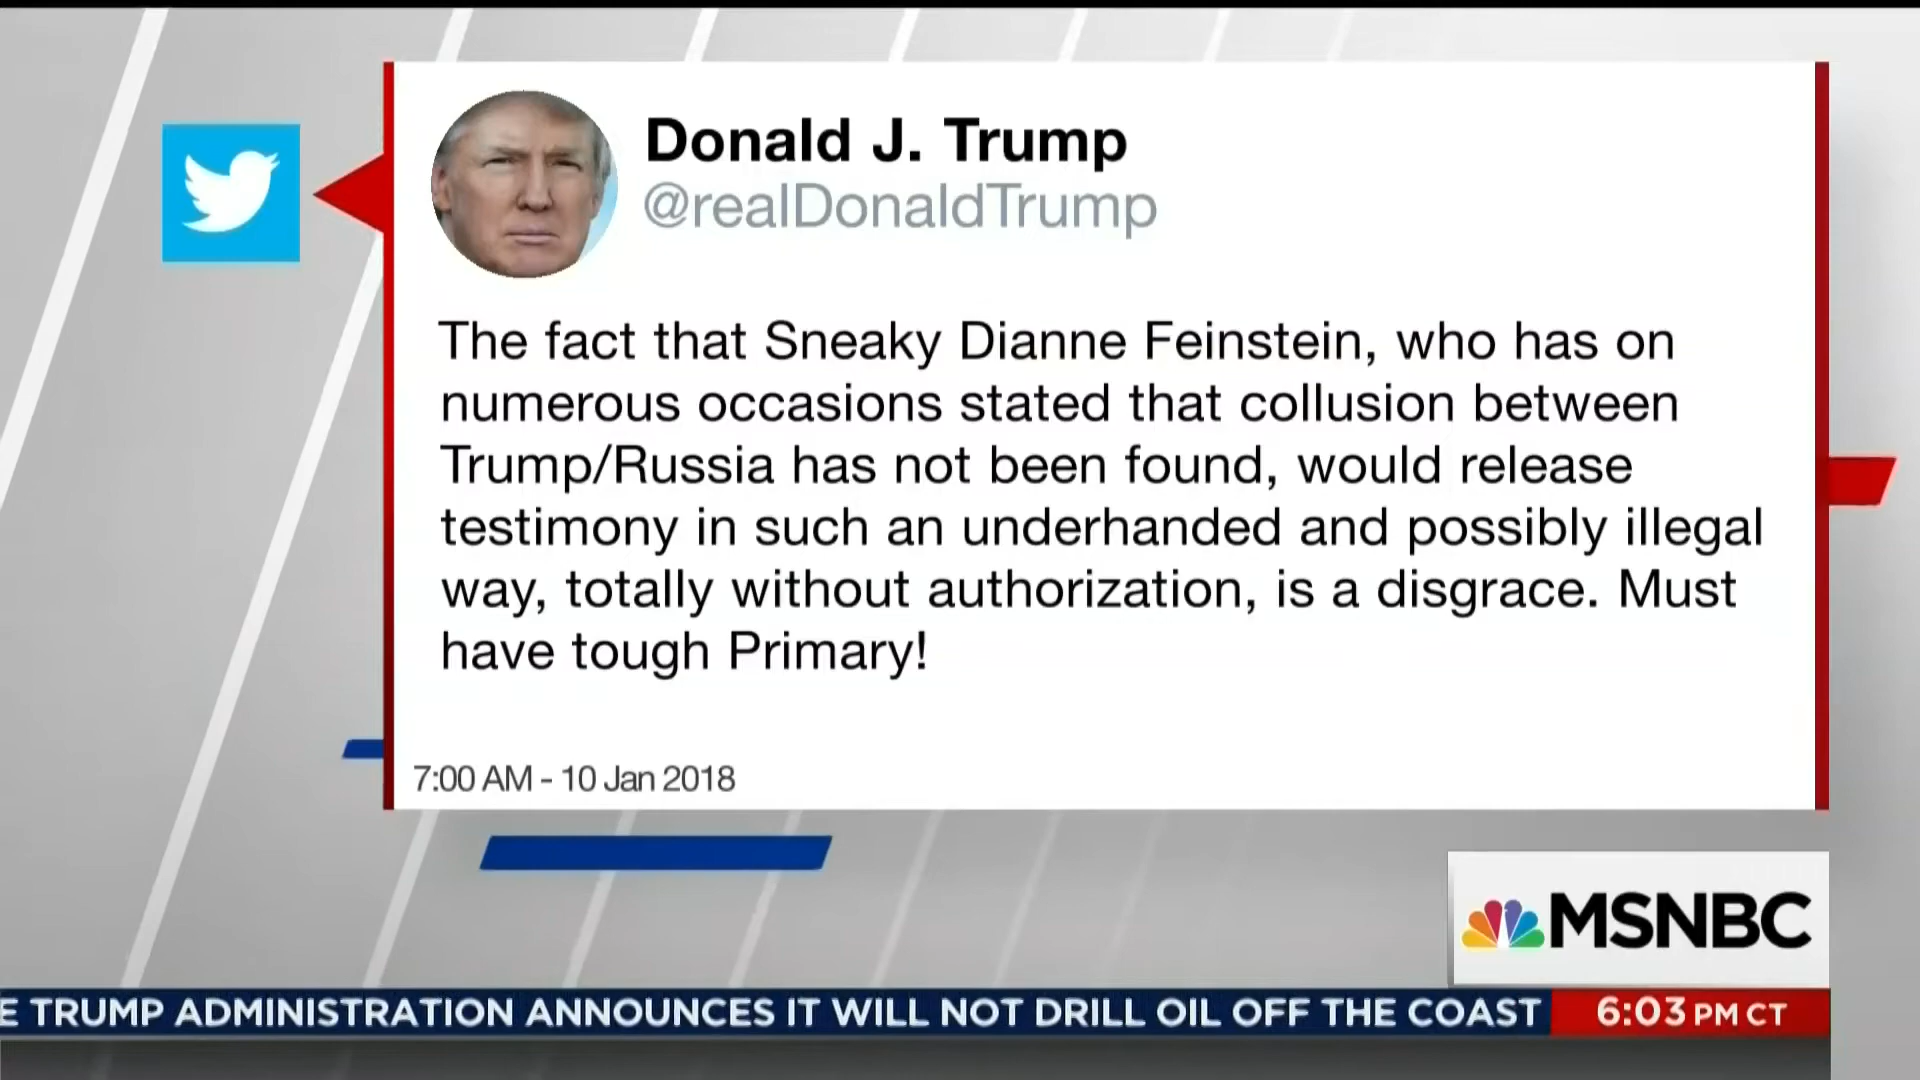 Donald J. Trump
@realDonaldTrump
The fact that Sneaky Dianne Feinstein, who has on
numerous occasions stated that collusion between
Trump/Russia has not been found, would release
testimony in such an underhanded and possibly illegal
way, totally without authorization, is a disgrace. Must
have tough Primary!
7:00 AM - 10 Jan 2018
MSNBC
E TRUMP ADMINISTRATION ANNOUNCES IT WILL NOT DRILL OIL OFF THE COAST
6:03 PM CT